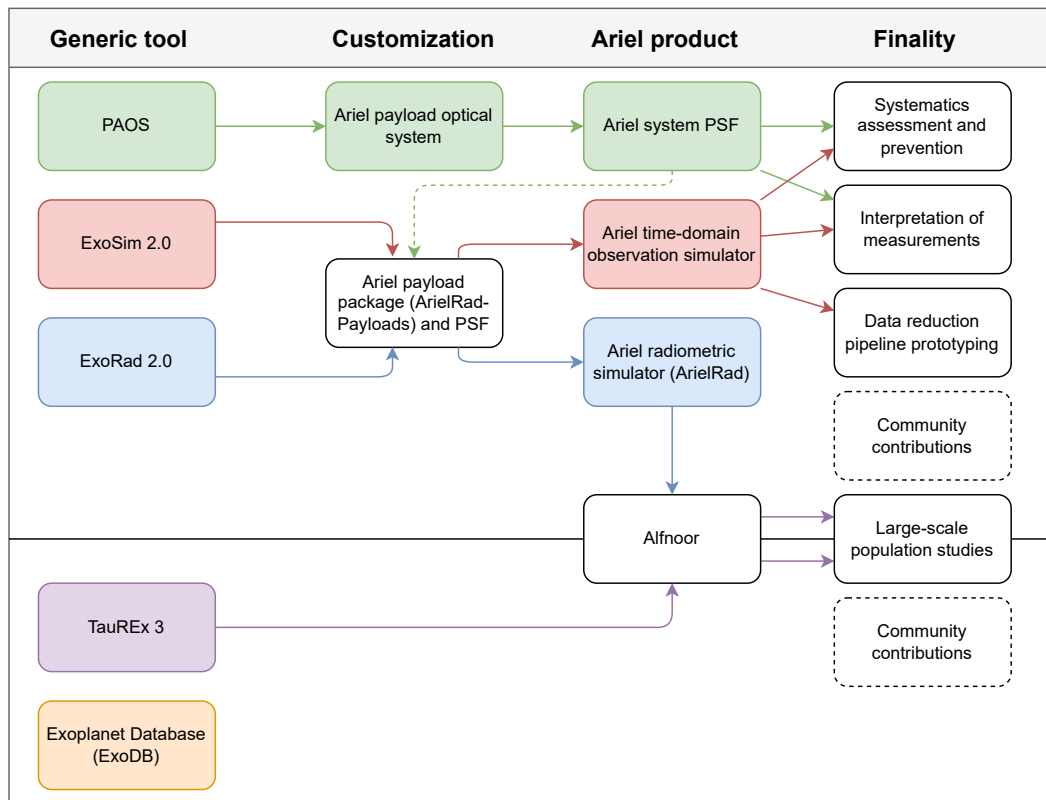 Generic tool
Customization
Ariel product
Finality
PAOS
Ariel payload optical
system
Ariel system PSF
Systematics
assessment and
prevention
ExoSim 2.0
Ariel payload
package (ArielRad-
Payloads) and PSF
Ariel time-domain
observation simulator
Interpretation of
measurements
ExoRad 2.0
Ariel radiometric
simulator (ArielRad)
Data reduction
pipeline prototyping
Community
contributions
Alfnoor
Large-scale
population studies
TauREx 3
Community
contributions
Exoplanet Database
(ExoDB)